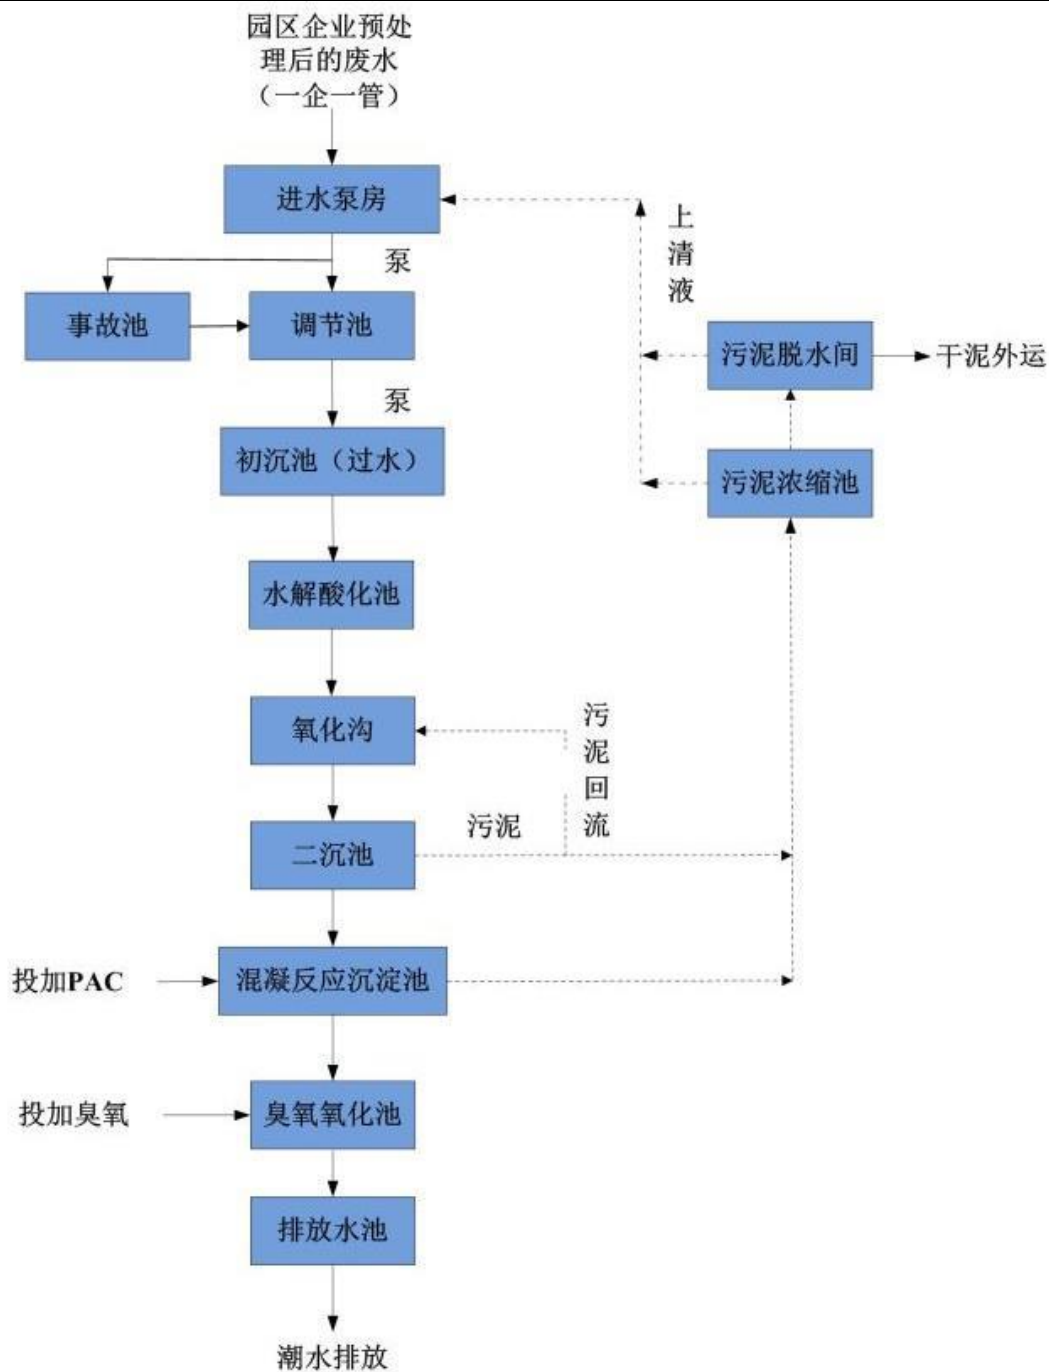 园区企业预处
理后的废水
（一企一管）
进水泵房
泵
上清液
事故池
调节池
污泥脱水间
干泥外运
泵
初沉池（过水）
污泥浓缩池
水解酸化池
氧化沟
污泥回流
污泥
二沉池
投加PAC
混凝反应沉淀池
投加臭氧
臭氧氧化池
排放水池
潮水排放